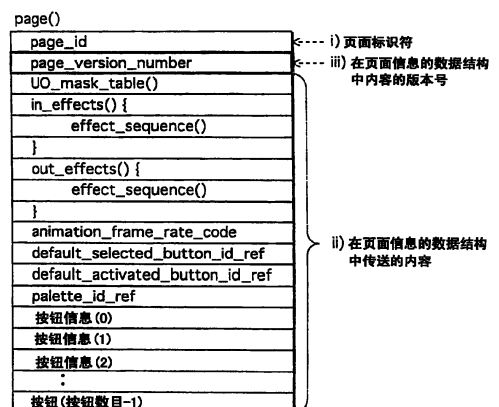 page()
page_id
i) 页面标识符
page_version_number
iii) 在页面信息的数据结构
中内容的版本号
UO_mask_table()
in_effects() {
effect_sequence()
}
out_effects() {
effect_sequence()
}
animation_frame_rate_code
default_selected_button_id_ref
default_activated_button_id_ref
palette_id_ref
ii) 在页面信息的数据结构
中传送的内容
按钮信息(0)
按钮信息(1)
按钮信息(2)
⋮
按钮(按钮数目-1)